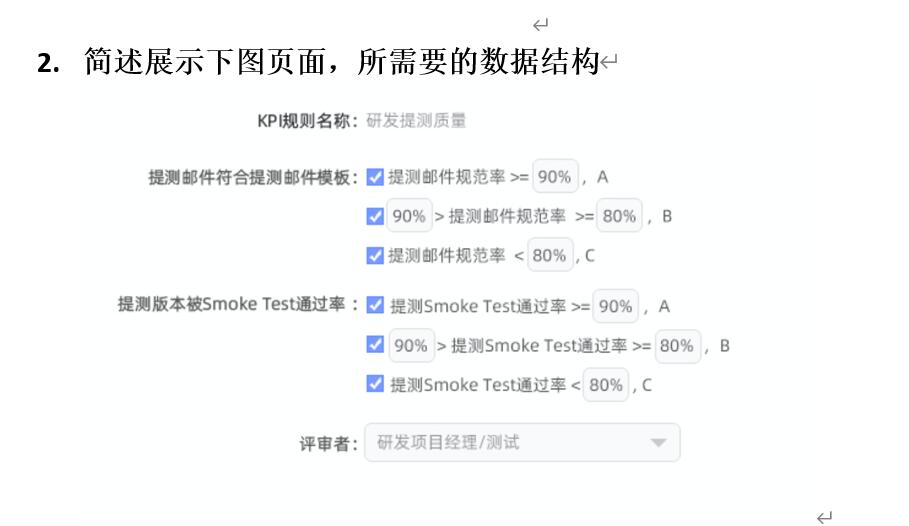 2. 简述展示下图页面，所需要的数据结构
KPI规则名称：研发提测质量
提测邮件符合提测邮件模板：提测邮件规范率 >= 90% ，A
90% > 提测邮件规范率 >= 80% ，B
提测邮件规范率 < 80% , C
提测版本被Smoke Test通过率：提测Smoke Test通过率 >= 90% ，A
90% > 提测Smoke Test通过率 >= 80% ，B
提测Smoke Test通过率 < 80% , C
评审者：研发项目经理/测试